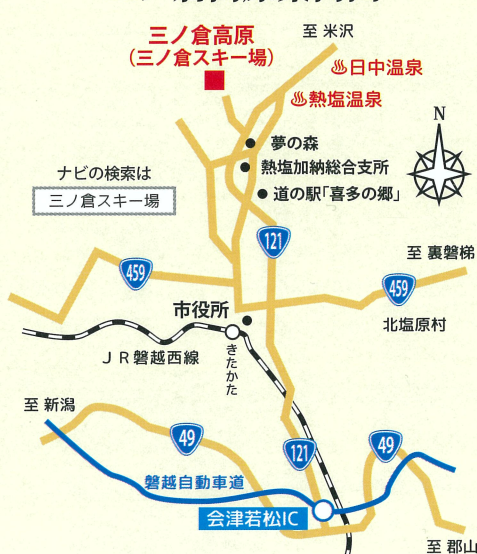 三ノ倉高原
(三ノ倉スキー場)
至 米沢
日中温泉
熱塩温泉
N
夢の森
熱塩加納総合支所
道の駅「喜多の郷」
ナビの検索は
三ノ倉スキー場
121
459
至 裏磐梯
459
北塩原村
市役所
きたかた
JR磐越西線
至 新潟
49
121
49
磐越自動車道
会津若松IC
至 郡山